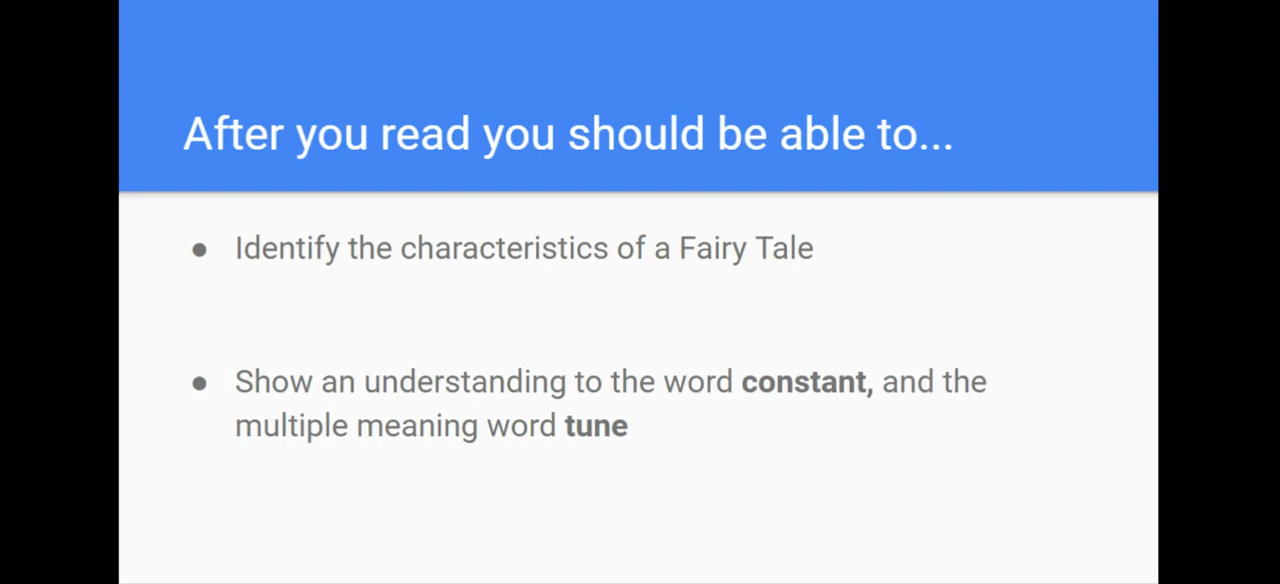 After you read you should be able to...
● Identify the characteristics of a Fairy Tale
● Show an understanding to the word constant, and the
multiple meaning word tune